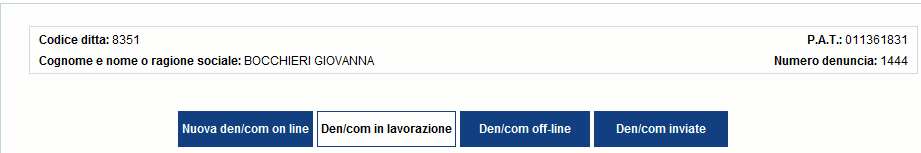 Codice ditta: 8351 P.A.T.: 011361831
Cognome e nome o ragione sociale: BOCCHIERI GIOVANNA Numero denuncia: 1444
Nuova den/com on line Den/com in lavorazione Den/com off-line Den/com inviate